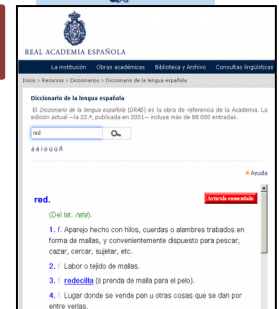 REAL ACADEMIA ESPAÑOLA
La institución Obras académicas Biblioteca y Archivo Consultas lingüísticas
Inicio > Recursos > Diccionarios > Diccionario de la lengua española
Diccionario de la lengua española
El Diccionario de la lengua española (DRAE) es la obra de referencia de la Academia. La
edición actual —la 22.ª, publicada en 2001— incluye más de 88 000 entradas.
red
á é í ó ú ü ñ
Ayuda
red.
Artículo enmendado
(Del lat. rete).
1. f. Aparejo hecho con hilos, cuerdas o alambres trabados en
forma de mallas, y convenientemente dispuesto para pescar,
cazar, cercar, sujetar, etc.
2. f. Labor o tejido de mallas.
3. f. redecilla (‖ prenda de malla para el pelo).
4. f. Lugar donde se vende pan u otras cosas que se dan por
entre verjas.